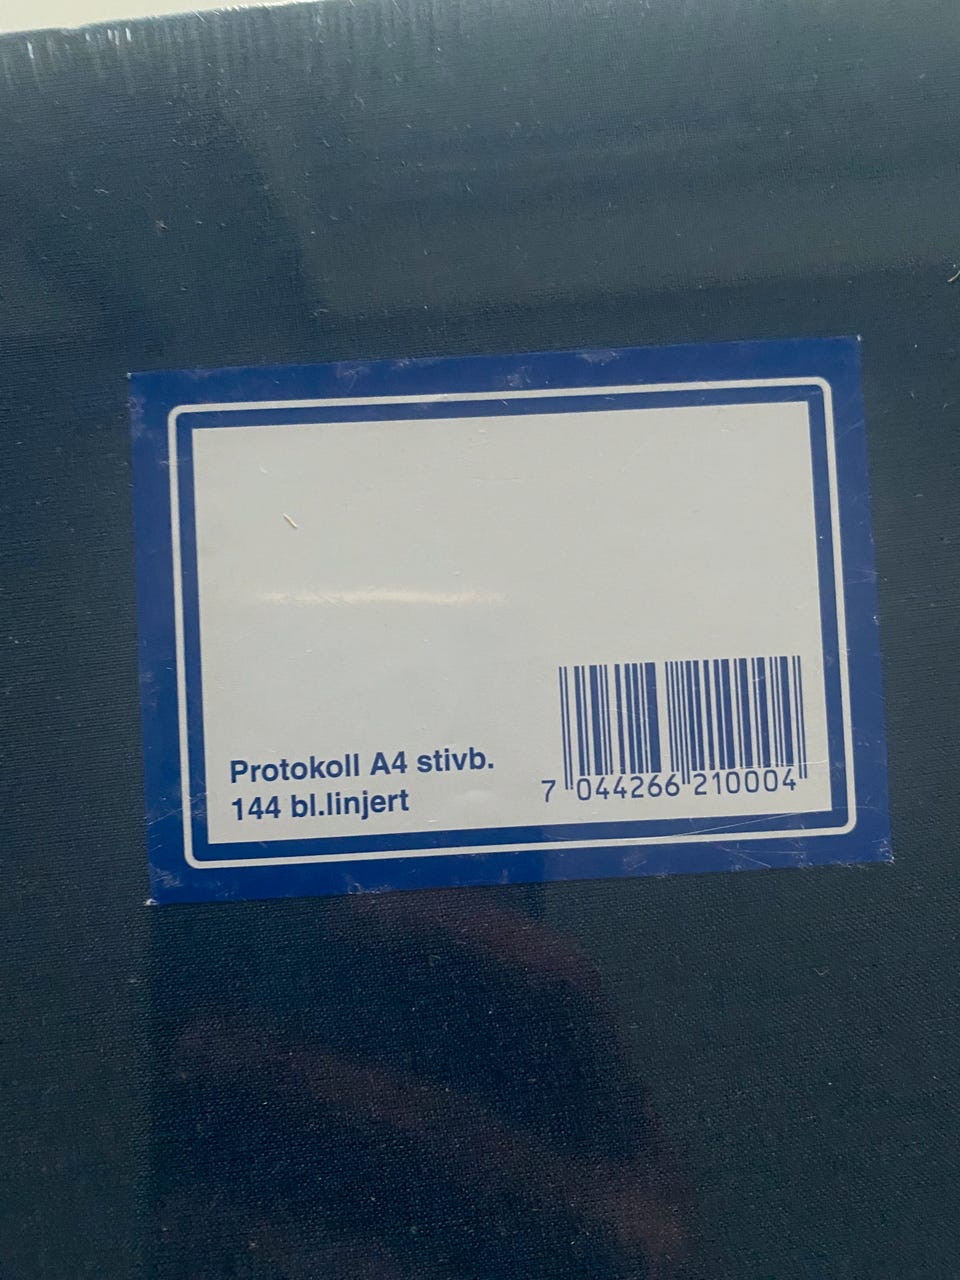 Protokoll A4 stivb.
144 bl.linjert
7 044266 210004